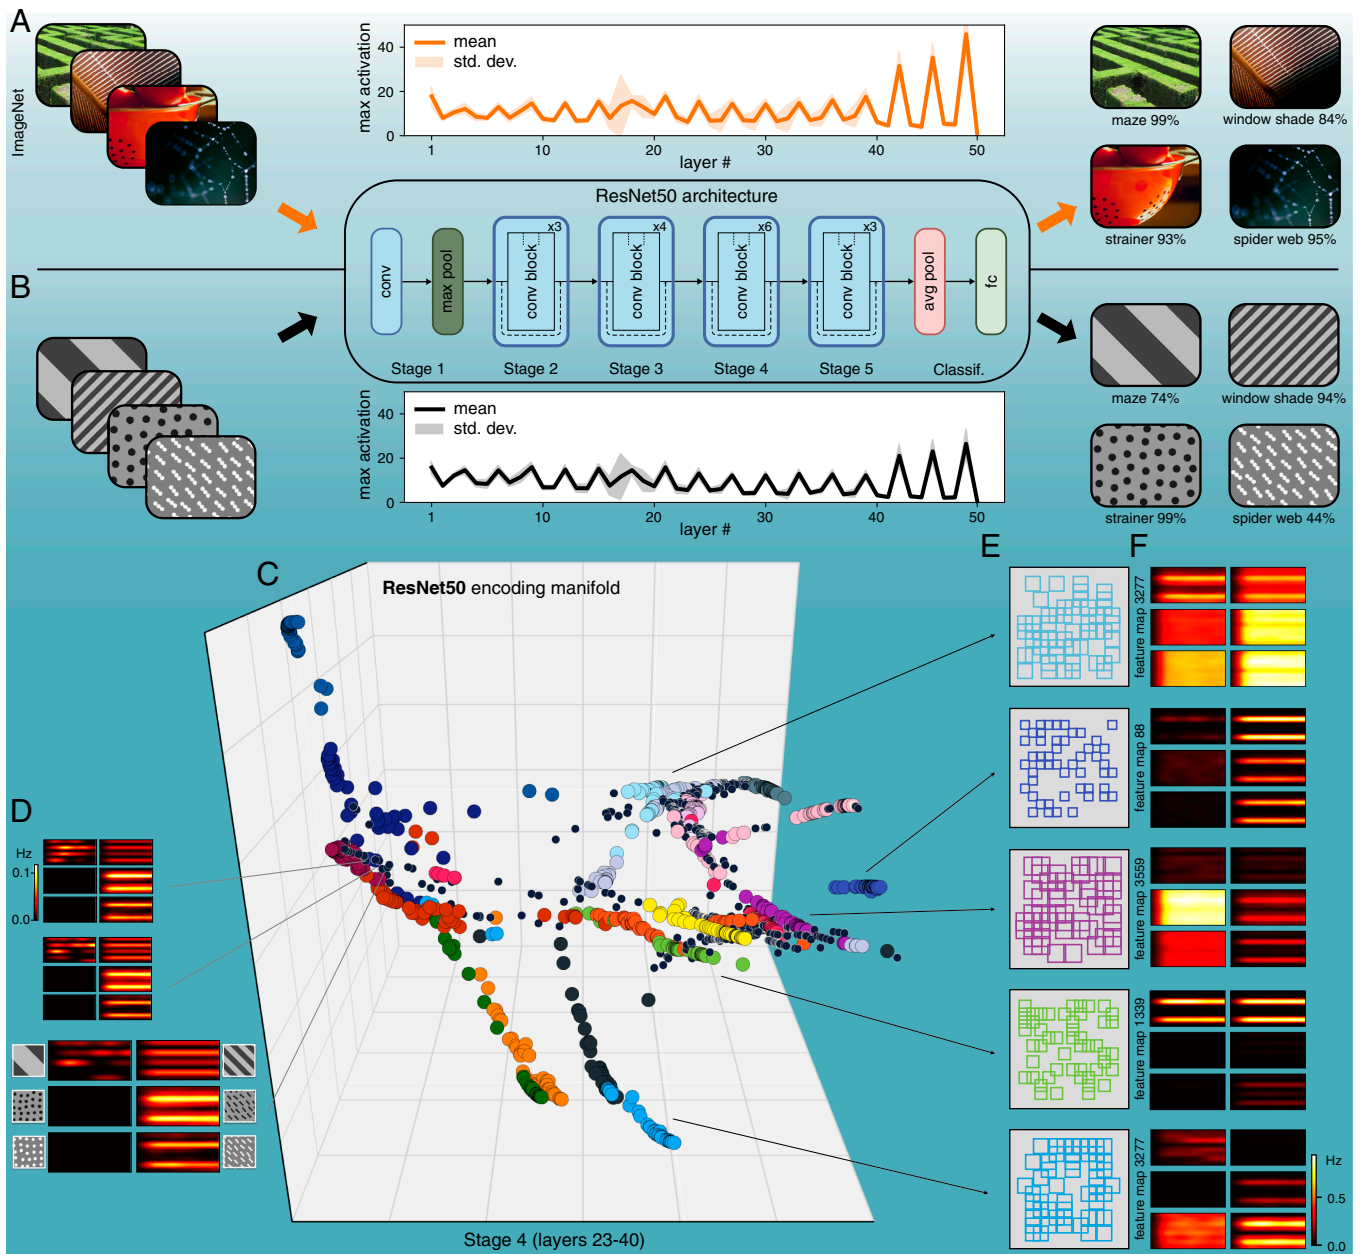 A
ImageNet
max activation
40
20
0
mean
std. dev.
1
10
20
30
40
50
layer #
maze 99%
window shade 84%
strainer 93%
spider web 95%
ResNet50 architecture
conv
max pool
conv block
x3
conv block
x4
conv block
x6
conv block
x3
avg pool
fc
Stage 1
Stage 2
Stage 3
Stage 4
Stage 5
Classif.
B
max activation
40
20
0
mean
std. dev.
1
10
20
30
40
50
layer #
maze 74%
window shade 94%
strainer 99%
spider web 44%
C
ResNet50 encoding manifold
Stage 4 (layers 23-40)
D
Hz
0.1
0.0
E
F
feature map 3277
feature map 88
feature map 3559
feature map 1339
feature map 3277
Hz
0.5
0.0